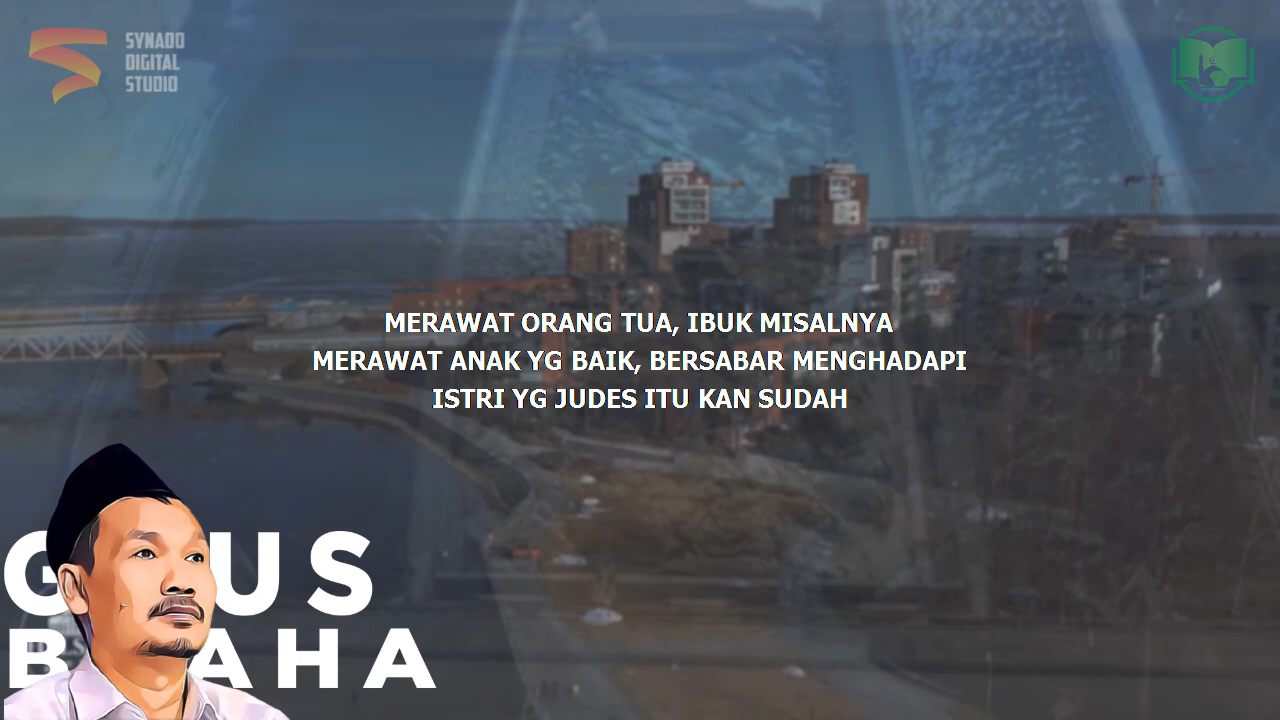 SYNADO
DIGITAL
STUDIO
MERAWAT ORANG TUA, IBUK MISALNYA
MERAWAT ANAK YG BAIK, BERSABAR MENGHADAPI
ISTRI YG JUDES ITU KAN SUDAH
GUS
BAHA